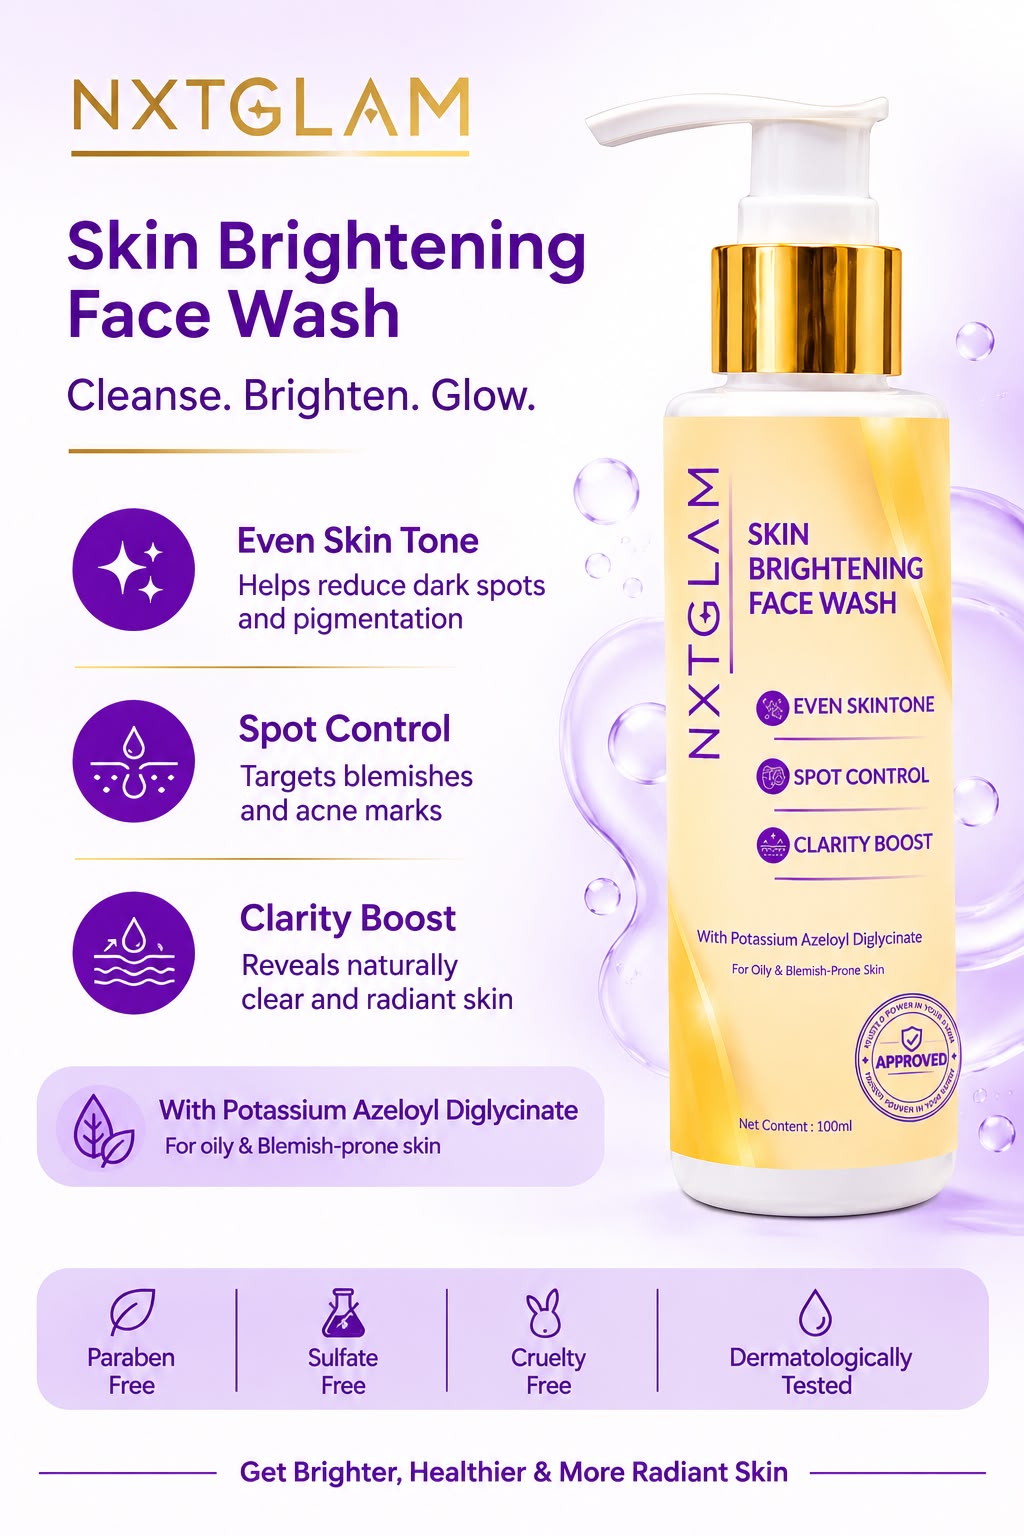 NXTGLAM
Skin Brightening
Face Wash
Cleanse. Brighten. Glow.
Even Skin Tone
Helps reduce dark spots
and pigmentation
Spot Control
Targets blemishes
and acne marks
Clarity Boost
Reveals naturally
clear and radiant skin
With Potassium Azeloyl Diglycinate
For oily & Blemish-prone skin
NXTGLAM
SKIN
BRIGHTENING
FACE WASH
EVEN SKINTONE
SPOT CONTROL
CLARITY BOOST
With Potassium Azeloyl Diglycinate
For Oily & Blemish-Prone Skin
POWER IN YOUR
APPROVED
Net Content : 100ml
Paraben
Free
Sulfate
Free
Cruelty
Free
Dermatologically
Tested
Get Brighter, Healthier & More Radiant Skin